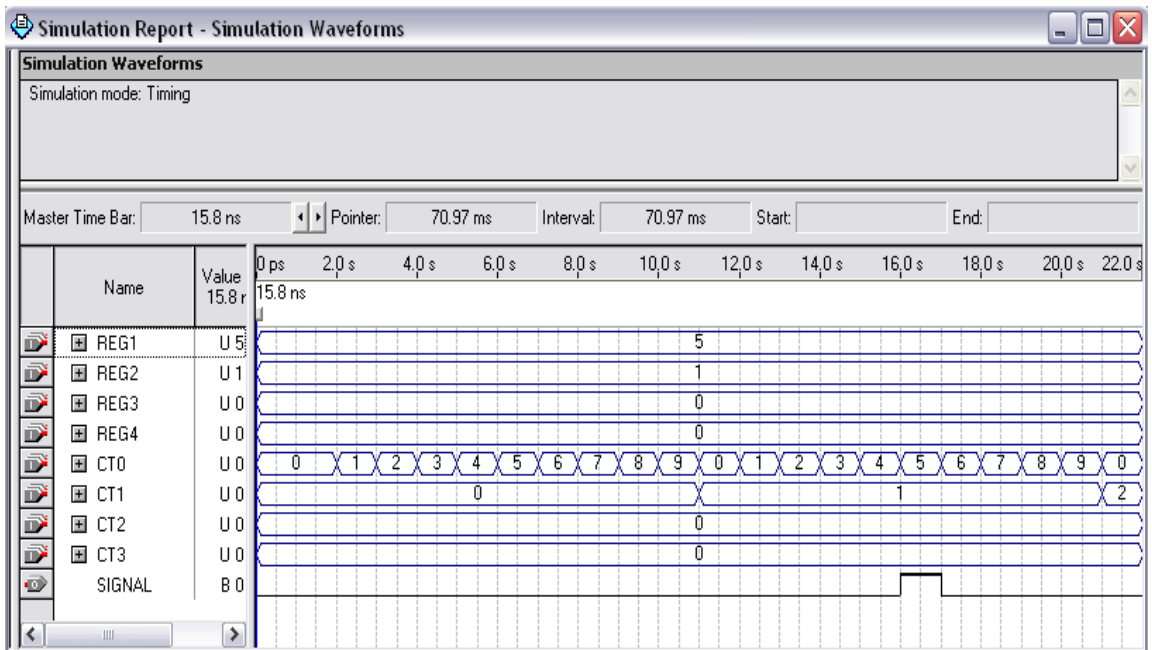 Simulation Report - Simulation Waveforms
Simulation Waveforms
Simulation mode: Timing
Master Time Bar: 15.8 ns Pointer: 70.97 ms Interval: 70.97 ms Start: End:
Name Value 15.8 r
0 ps 2.0 s 4.0 s 6.0 s 8.0 s 10.0 s 12.0 s 14.0 s 16.0 s 18.0 s 20.0 s 22.0 s
15.8 ns
REG1 U 5 5
REG2 U 1 1
REG3 U 0 0
REG4 U 0 0
CT0 U 0 0 1 2 3 4 5 6 7 8 9 0 1 2 3 4 5 6 7 8 9 0
CT1 U 0 0 1 2
CT2 U 0 0
CT3 U 0 0
SIGNAL B 0